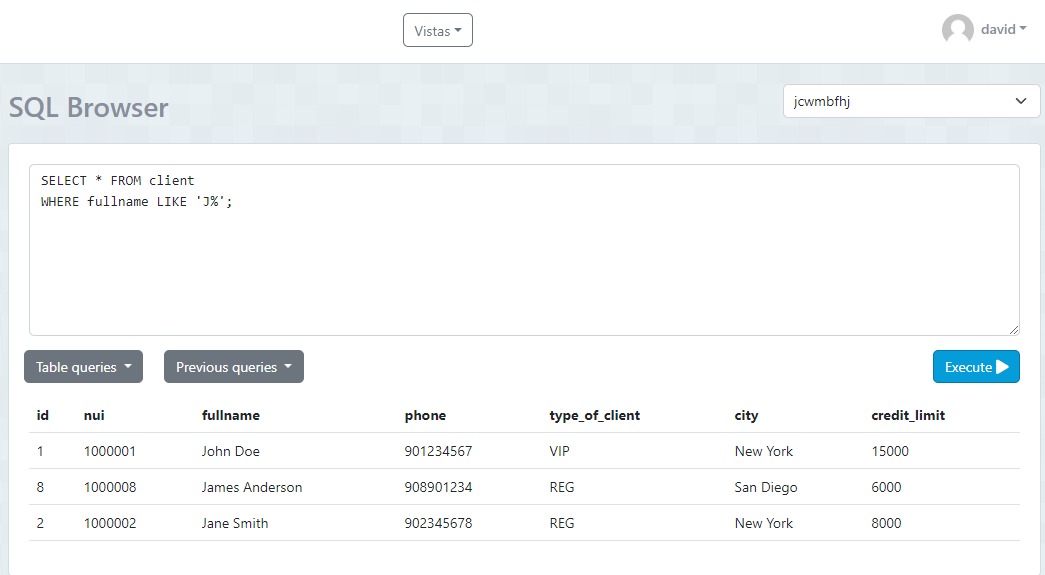 Vistas
david
SQL Browser
jcwmbfhj
SELECT * FROM client
WHERE fullname LIKE 'J%';
Table queries
Previous queries
Execute
id nui fullname phone type_of_client city credit_limit
1 1000001 John Doe 901234567 VIP New York 15000
8 1000008 James Anderson 908901234 REG San Diego 6000
2 1000002 Jane Smith 902345678 REG New York 8000